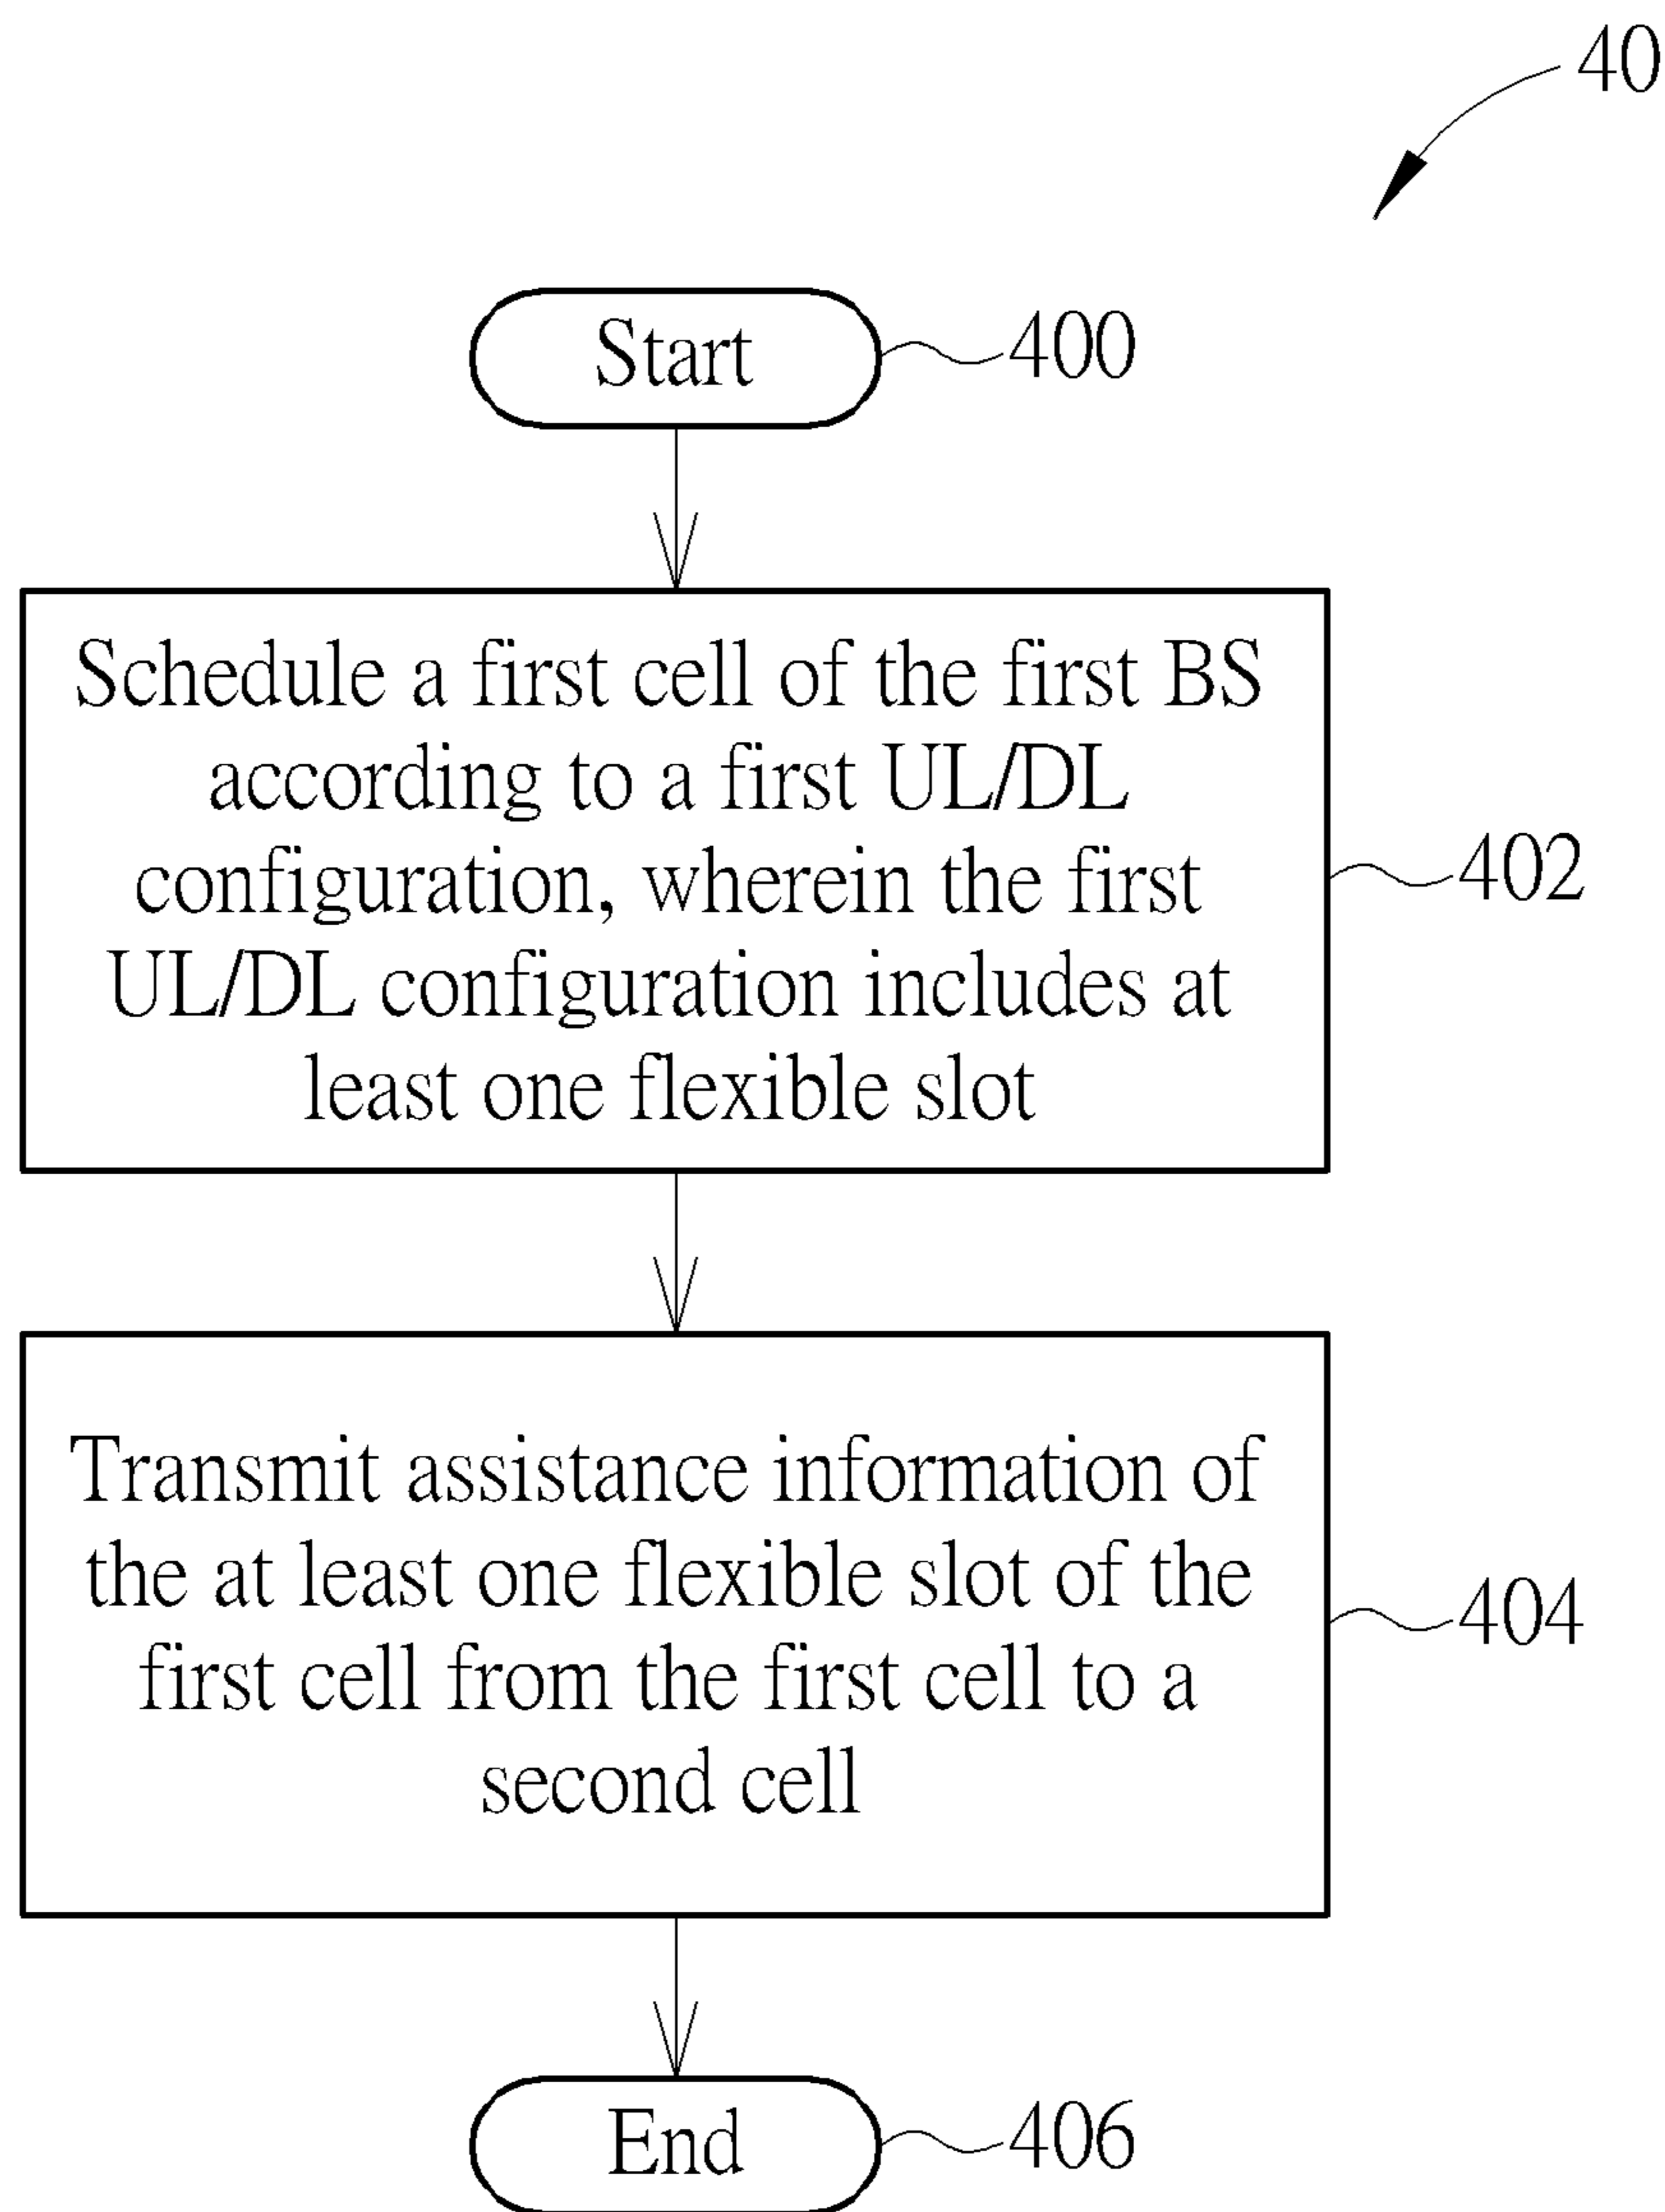 40
Start
400
Schedule a first cell of the first BS
according to a first UL/DL
configuration, wherein the first
UL/DL configuration includes at
least one flexible slot
402
Transmit assistance information of
the at least one flexible slot of the
first cell from the first cell to a
second cell
404
End
406